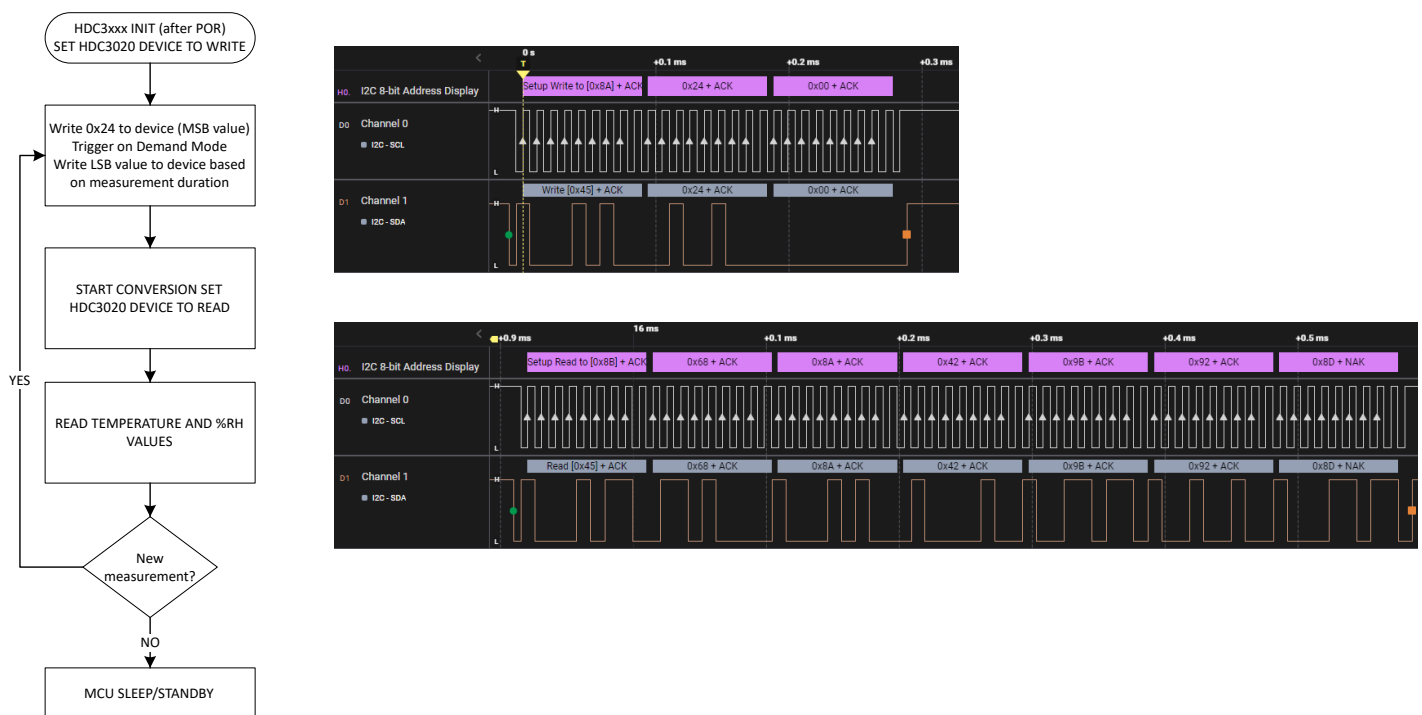 HDC3xxx INIT (after POR)
SET HDC3020 DEVICE TO WRITE
Write 0x24 to device (MSB value)
Trigger on Demand Mode
Write LSB value to device based
on measurement duration
START CONVERSION SET
HDC3020 DEVICE TO READ
YES
READ TEMPERATURE AND %RH
VALUES
New
measurement?
NO
MCU SLEEP/STANDBY
0 s
T
+0.1 ms
+0.2 ms
+0.3 ms
H0. I2C 8-bit Address Display
Setup Write to [0x8A] + ACK
0x24 + ACK
0x00 + ACK
D0 Channel 0
I2C - SCL
H
L
Write [0x45] + ACK
0x24 + ACK
0x00 + ACK
D1 Channel 1
I2C - SDA
H
L
16 ms
+0.9 ms
+0.1 ms
+0.2 ms
+0.3 ms
+0.4 ms
+0.5 ms
H0. I2C 8-bit Address Display
Setup Read to [0x8B] + ACK
0x68 + ACK
0x8A + ACK
0x42 + ACK
0x9B + ACK
0x92 + ACK
0x8D + NAK
D0 Channel 0
I2C - SCL
H
L
Read [0x45] + ACK
0x68 + ACK
0x8A + ACK
0x42 + ACK
0x9B + ACK
0x92 + ACK
0x8D + NAK
D1 Channel 1
I2C - SDA
H
L